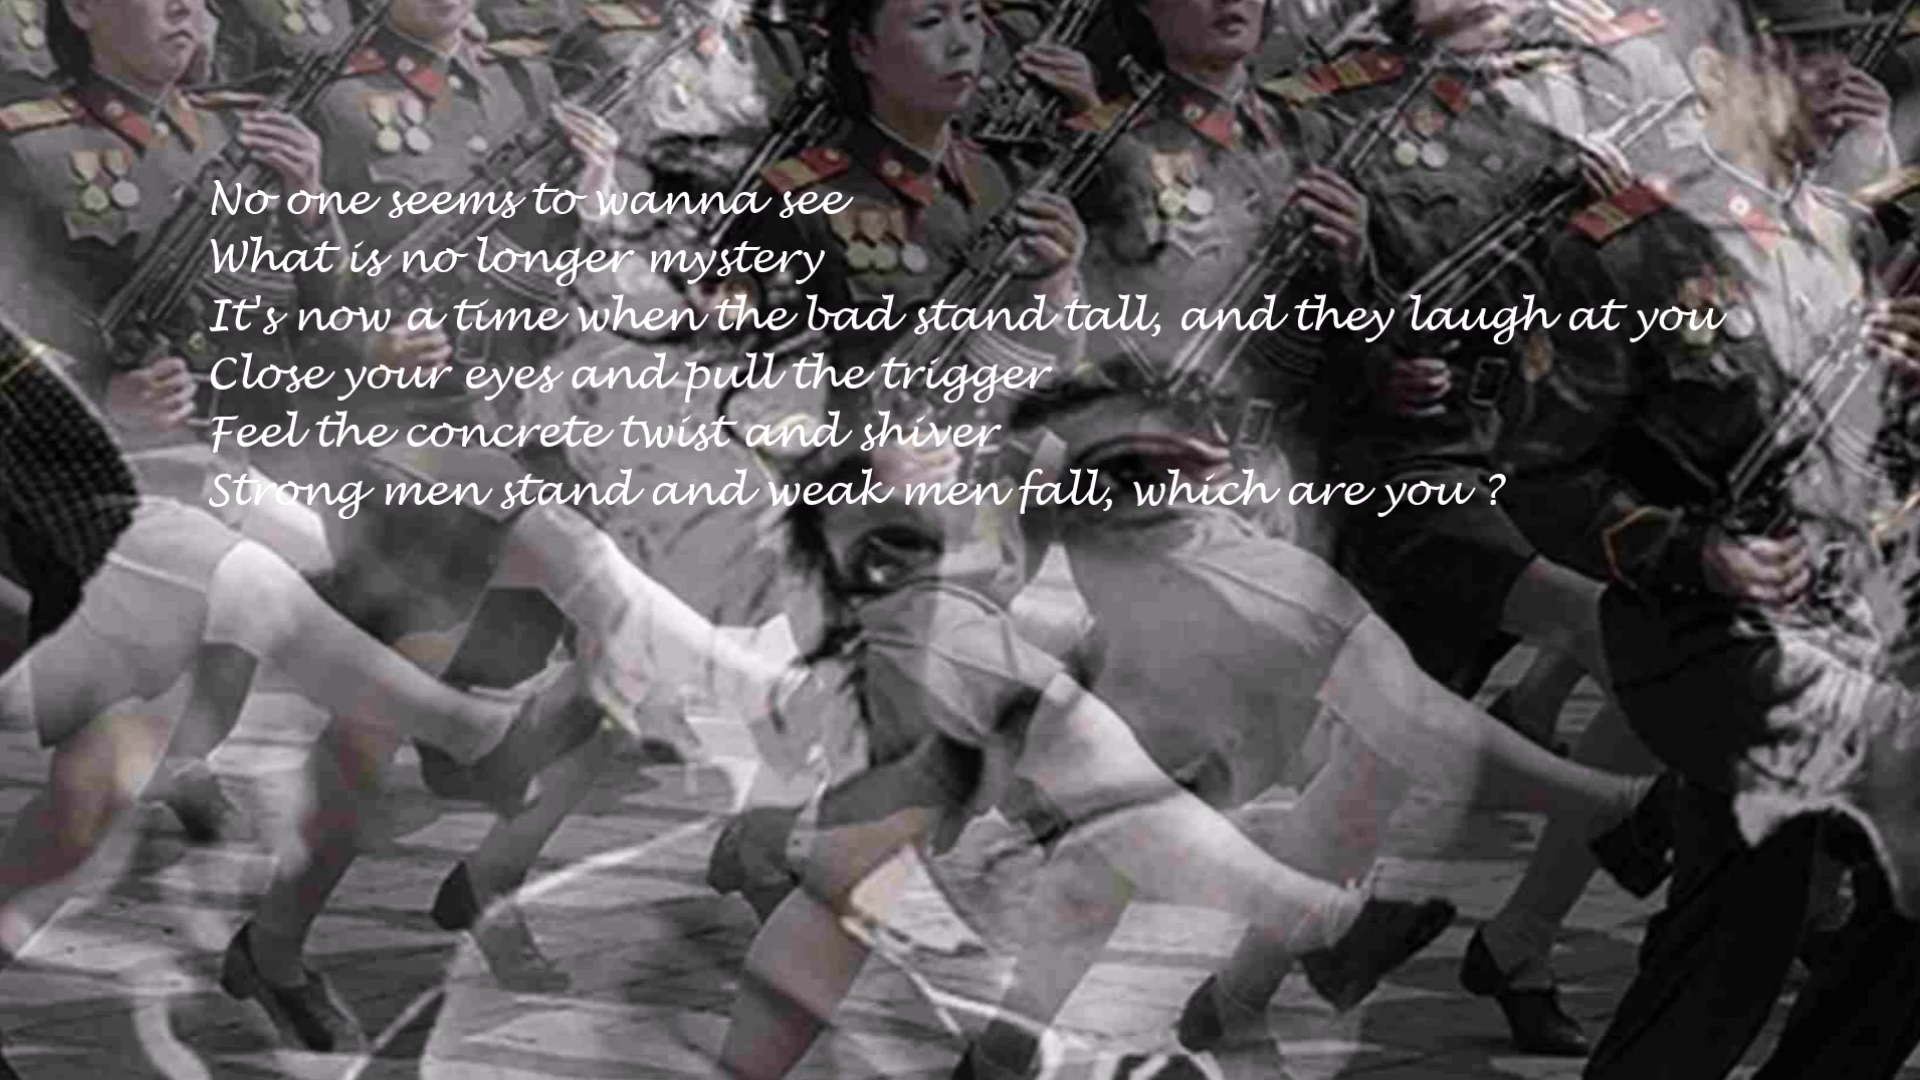 No one seems to wanna see
What is no longer mystery
It's now a time when the bad stand tall, and they laugh at you
Close your eyes and pull the trigger
Feel the concrete twist and shiver
Strong men stand and weak men fall, which are you ?